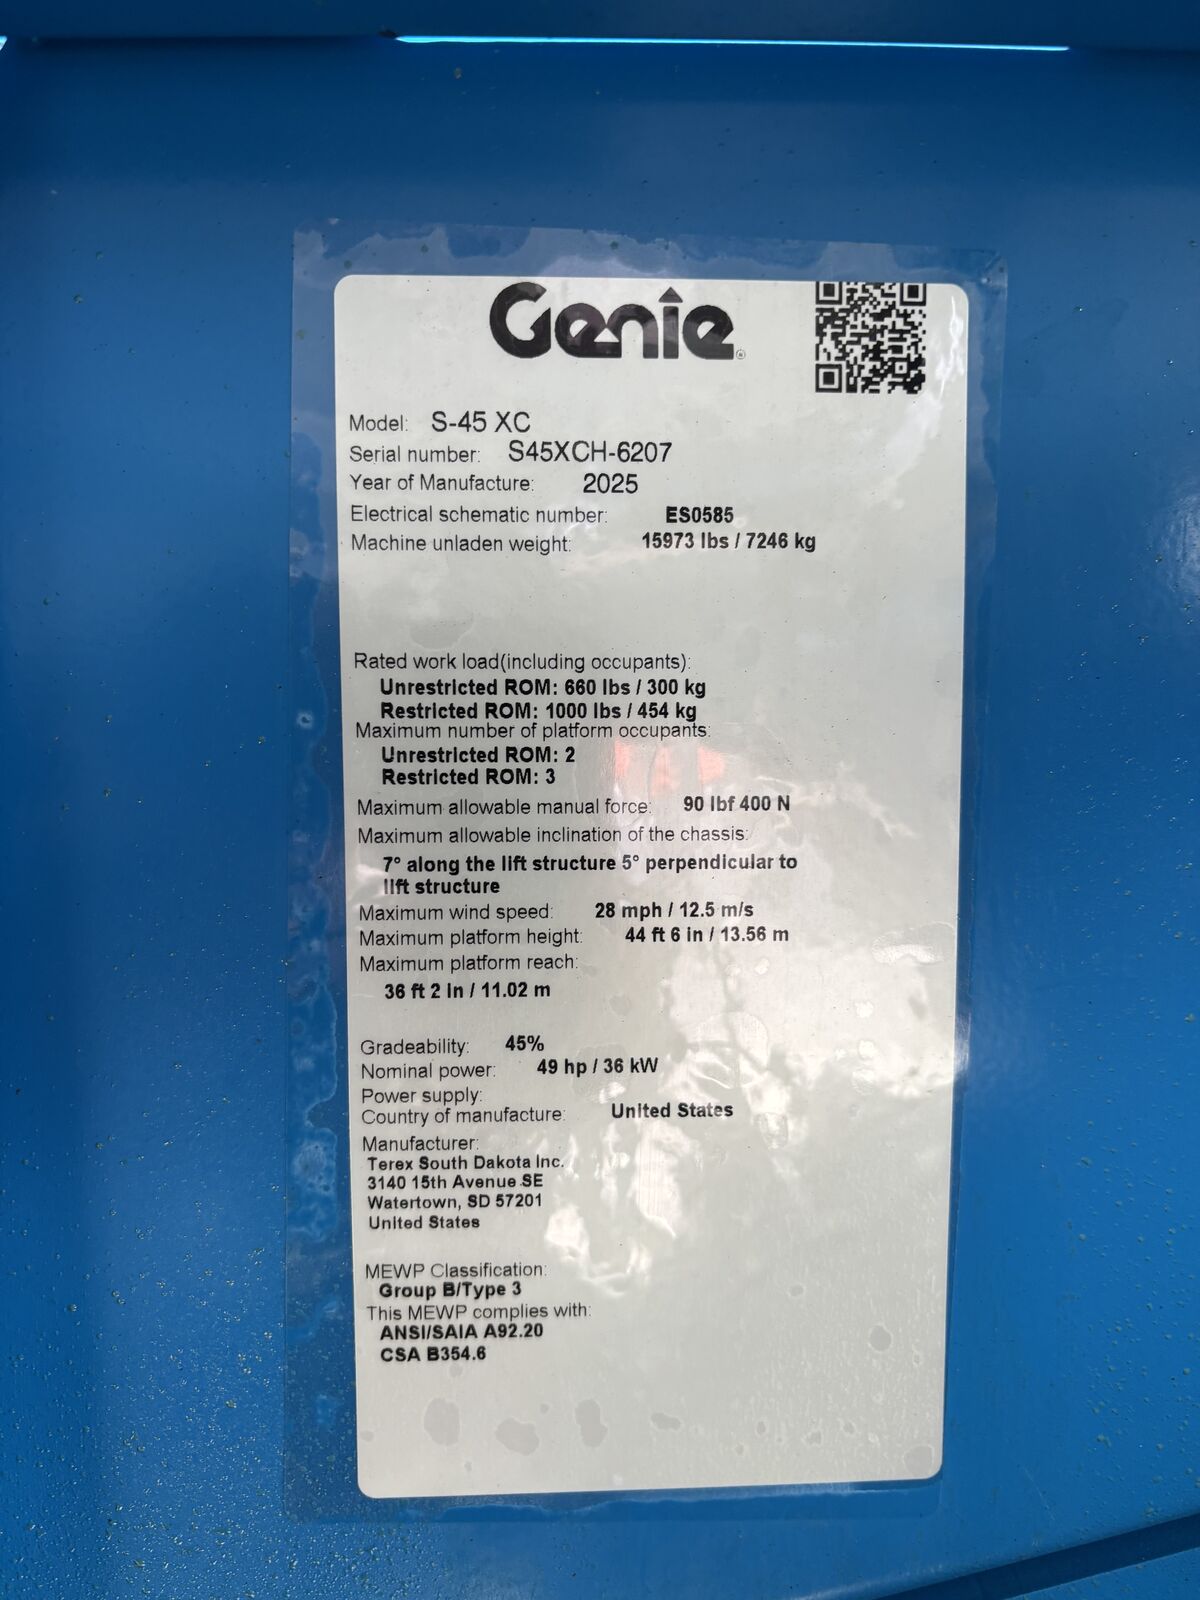 Genie
Model: S-45 XC
Serial number: S45XCH-6207
Year of Manufacture: 2025
Electrical schematic number: ES0585
Machine unladen weight: 15973 lbs / 7246 kg
Rated work load(including occupants):
Unrestricted ROM: 660 lbs / 300 kg
Restricted ROM: 1000 lbs / 454 kg
Maximum number of platform occupants:
Unrestricted ROM: 2
Restricted ROM: 3
Maximum allowable manual force: 90 lbf 400 N
Maximum allowable inclination of the chassis:
7° along the lift structure 5° perpendicular to
lift structure
Maximum wind speed: 28 mph / 12.5 m/s
Maximum platform height: 44 ft 6 in / 13.56 m
Maximum platform reach:
36 ft 2 in / 11.02 m
Gradeability: 45%
Nominal power: 49 hp / 36 kW
Power supply:
Country of manufacture: United States
Manufacturer:
Terex South Dakota Inc.
3140 15th Avenue SE
Watertown, SD 57201
United States
MEWP Classification:
Group B/Type 3
This MEWP complies with:
ANSI/SAIA A92.20
CSA B354.6